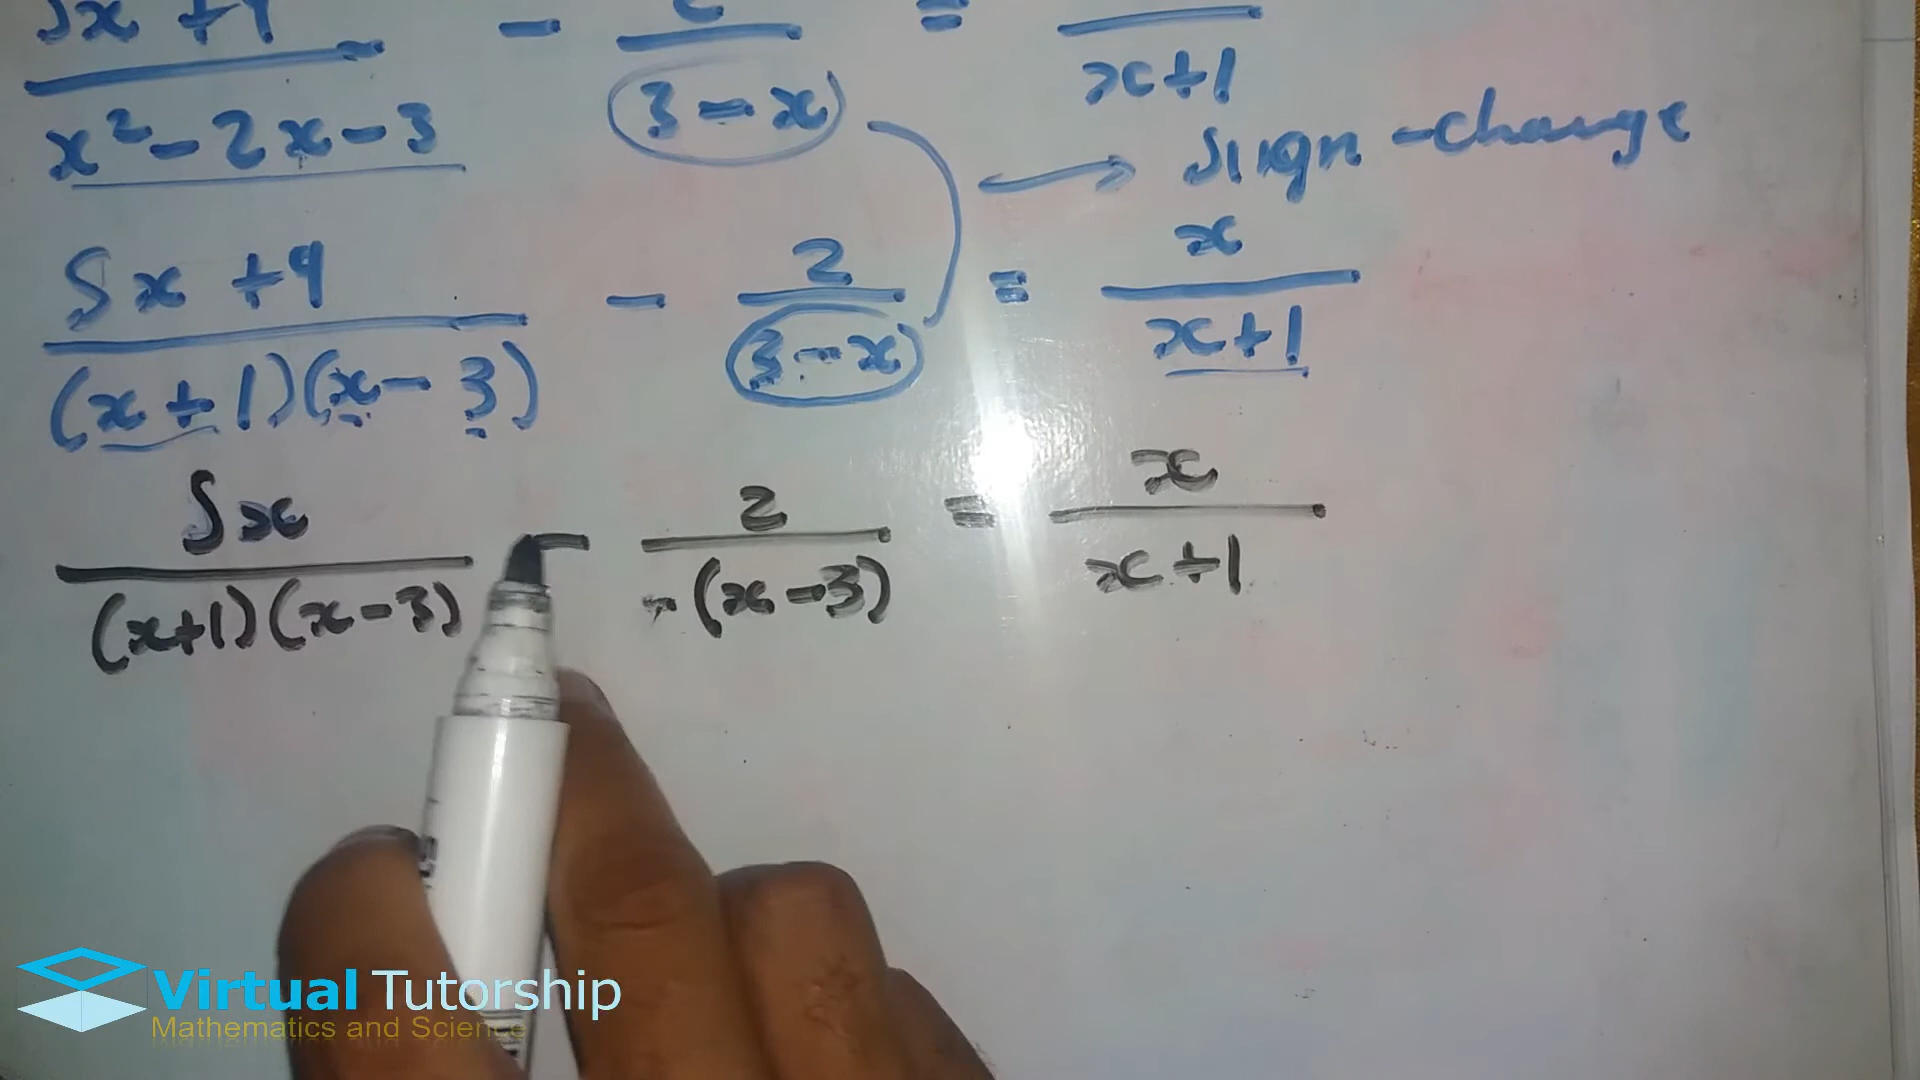 5x + 9 - 2 = 
x² - 2x - 3 3 - x x + 1
→ sign - change
5x + 9 - 2 = x
(x + 1)(x - 3) 3 - x x + 1
5x - 2 = x
(x+1)(x-3) -(x-3) x+1
Virtual Tutorship
Mathematics and Science